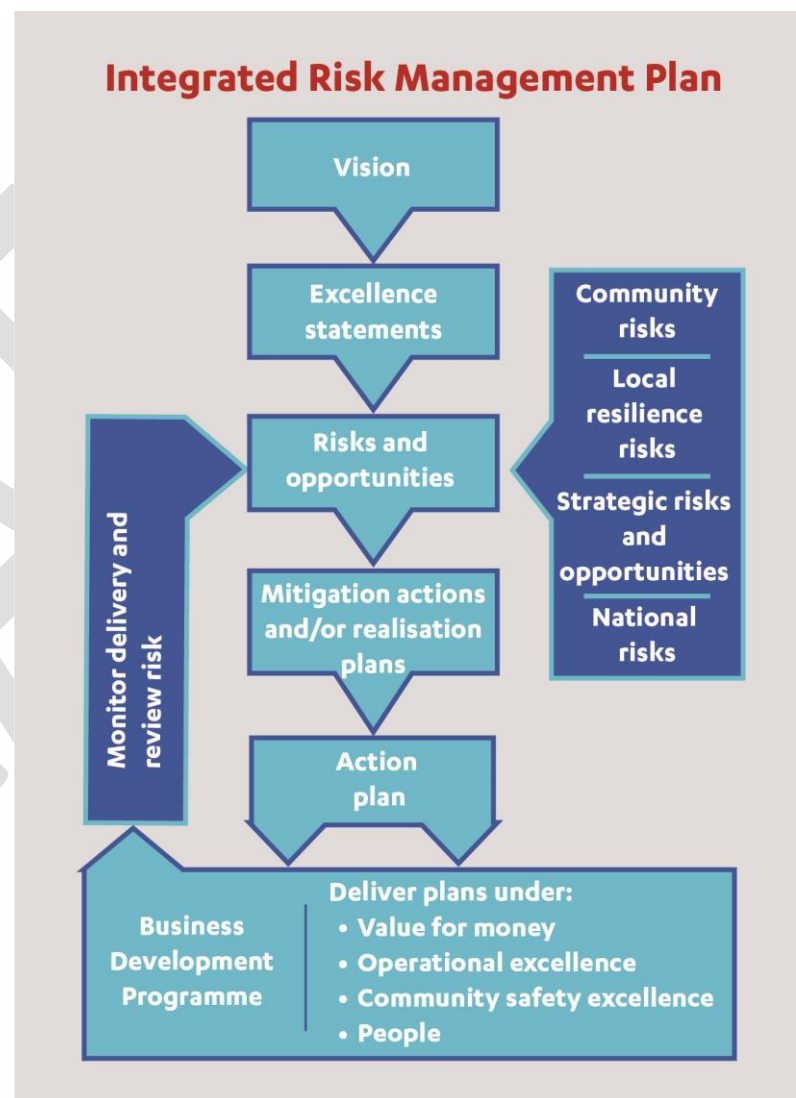 Integrated Risk Management Plan
Vision
Excellence
statements
Risks and
opportunities
Mitigation actions
and/or realisation
plans
Action
plan
Community
risks
Local
resilience
risks
Strategic risks
and
opportunities
National
risks
Monitor delivery and
review risk
Business
Development
Programme
Deliver plans under:
• Value for money
• Operational excellence
• Community safety excellence
• People